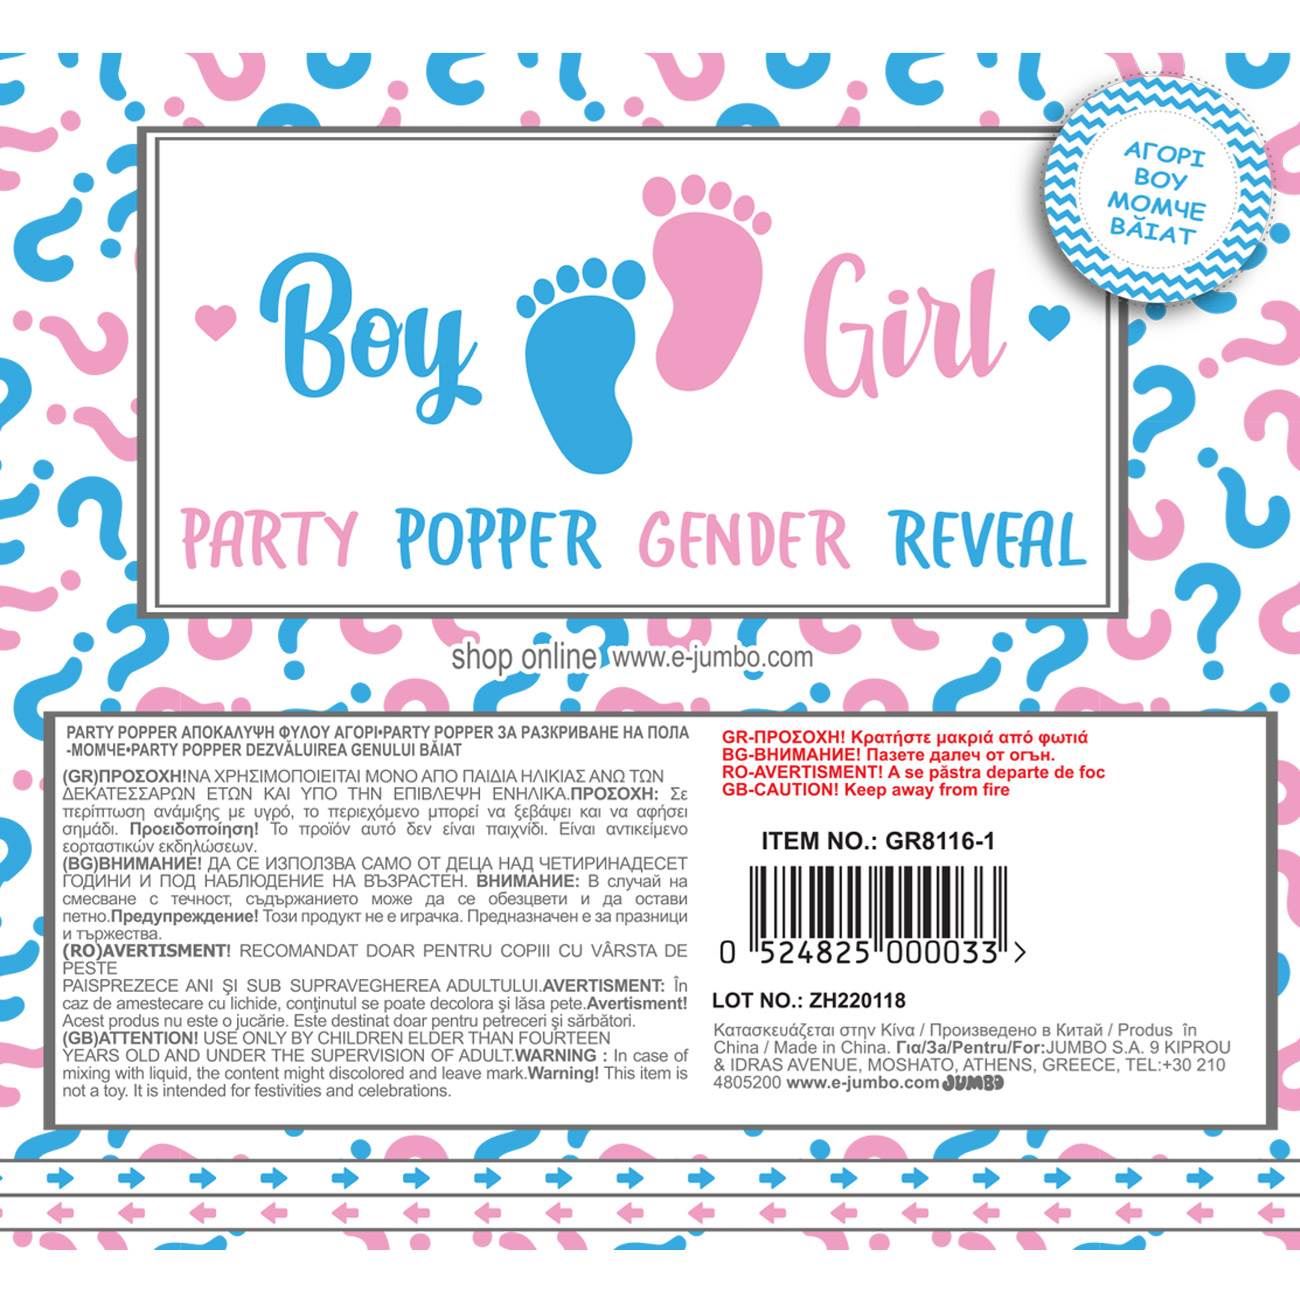 ΑΓΟΡΙ
BOY
МОМЧЕ
BĂIAT
Boy Girl
PARTY POPPER GENDER REVEAL
shop online www.e-jumbo.com
PARTY POPPER ΑΠΟΚΑΛΥΨΗ ΦΥΛΟΥ ΑΓΟΡΙ•PARTY POPPER ЗА РАЗКРИВАНЕ НА ПОЛА
-МОМЧЕ•PARTY POPPER DEZVĂLUIREA GENULUI BĂIAT
(GR)ΠΡΟΣΟΧΗ!ΝΑ ΧΡΗΣΙΜΟΠΟΙΕΙΤΑΙ ΜΟΝΟ ΑΠΟ ΠΑΙΔΙΑ ΗΛΙΚΙΑΣ ΑΝΩ ΤΩΝ
ΔΕΚΑΤΕΣΣΑΡΩΝ ΕΤΩΝ ΚΑΙ ΥΠΟ ΤΗΝ ΕΠΙΒΛΕΨΗ ΕΝΗΛΙΚΑ.ΠΡΟΣΟΧΗ: Σε
περίπτωση ανάμιξης με υγρό, το περιεχόμενο μπορεί να ξεβάψει και να αφήσει
σημάδι. Προειδοποίηση! Το προϊόν αυτό δεν είναι παιχνίδι. Είναι αντικείμενο
εορταστικών εκδηλώσεων.
(BG)ВНИМАНИЕ! ДА СЕ ИЗПОЛЗВА САМО ОТ ДЕЦА НАД ЧЕТИРИНАДЕСЕТ
ГОДИНИ И ПОД НАБЛЮДЕНИЕ НА ВЪЗРАСТЕН. ВНИМАНИЕ: В случай на
смесване с течност, съдържанието може да се обезцвети и да остави
петно.Предупреждение! Този продукт не е играчка. Предназначен е за празници
и тържества.
(RO)AVERTISMENT! RECOMANDAT DOAR PENTRU COPIII CU VÂRSTA DE
PESTE
PAISPREZECE ANI ŞI SUB SUPRAVEGHEREA ADULTULUI.AVERTISMENT: În
caz de amestecare cu lichide, conţinutul se poate decolora şi lăsa pete.Avertisment!
Acest produs nu este o jucărie. Este destinat doar pentru petreceri şi sărbători.
(GB)ATTENTION! USE ONLY BY CHILDREN ELDER THAN FOURTEEN
YEARS OLD AND UNDER THE SUPERVISION OF ADULT.WARNING : In case of
mixing with liquid, the content might discolored and leave mark.Warning! This item is
not a toy. It is intended for festivities and celebrations.
GR-ΠΡΟΣΟΧΗ! Κρατήστε μακριά από φωτιά
BG-ВНИМАНИЕ! Пазете далеч от огън.
RO-AVERTISMENT! A se păstra departe de foc
GB-CAUTION! Keep away from fire
ITEM NO.: GR8116-1
0 524825 000033 >
LOT NO.: ZH220118
Κατασκευάζεται στην Κίνα / Произведено в Китай / Produs în
China / Made in China. Για/За/Pentru/For:JUMBO S.A. 9 KIPROU
& IDRAS AVENUE, MOSHATO, ATHENS, GREECE, TEL:+30 210
4805200 www.e-jumbo.com JUMBO